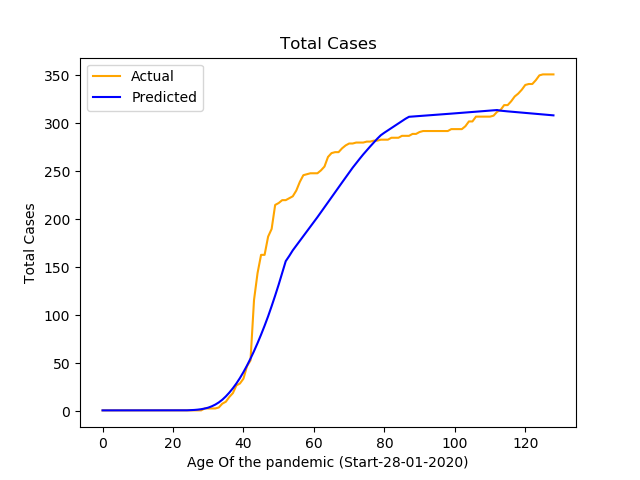 Total Cases
Actual
Predicted
350
300
250
200
150
100
50
0
Total Cases
0 20 40 60 80 100 120
Age Of the pandemic (Start-28-01-2020)